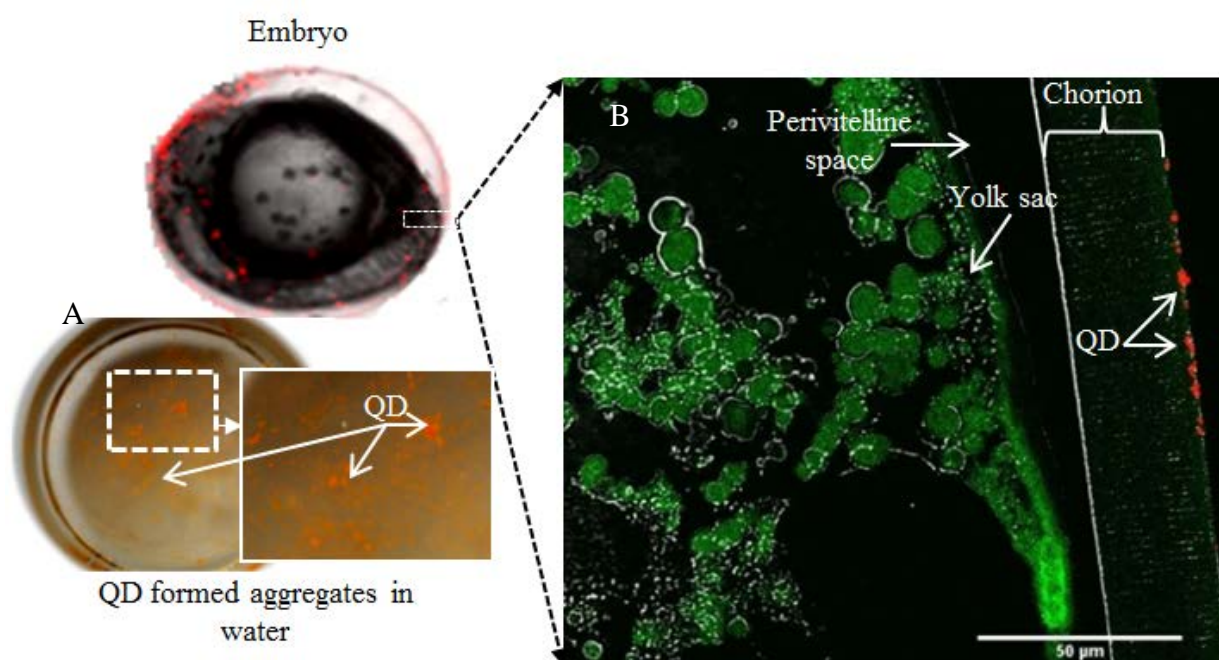 Embryo
A
QD
QD formed aggregates in
water
B
Chorion
Perivitelline
space
Yolk sac
QD
50 µm